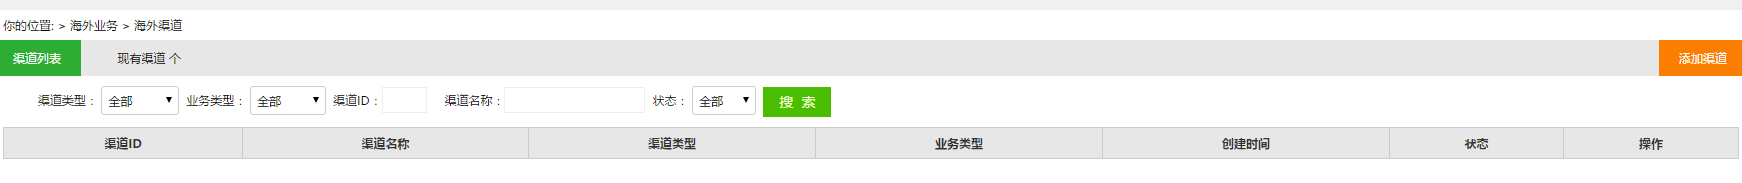 你的位置: > 海外业务 > 海外渠道
渠道列表 现有渠道 个 添加渠道
渠道类型： 全部 业务类型： 全部 渠道ID： 渠道名称： 状态： 全部 搜 索
渠道ID 渠道名称 渠道类型 业务类型 创建时间 状态 操作